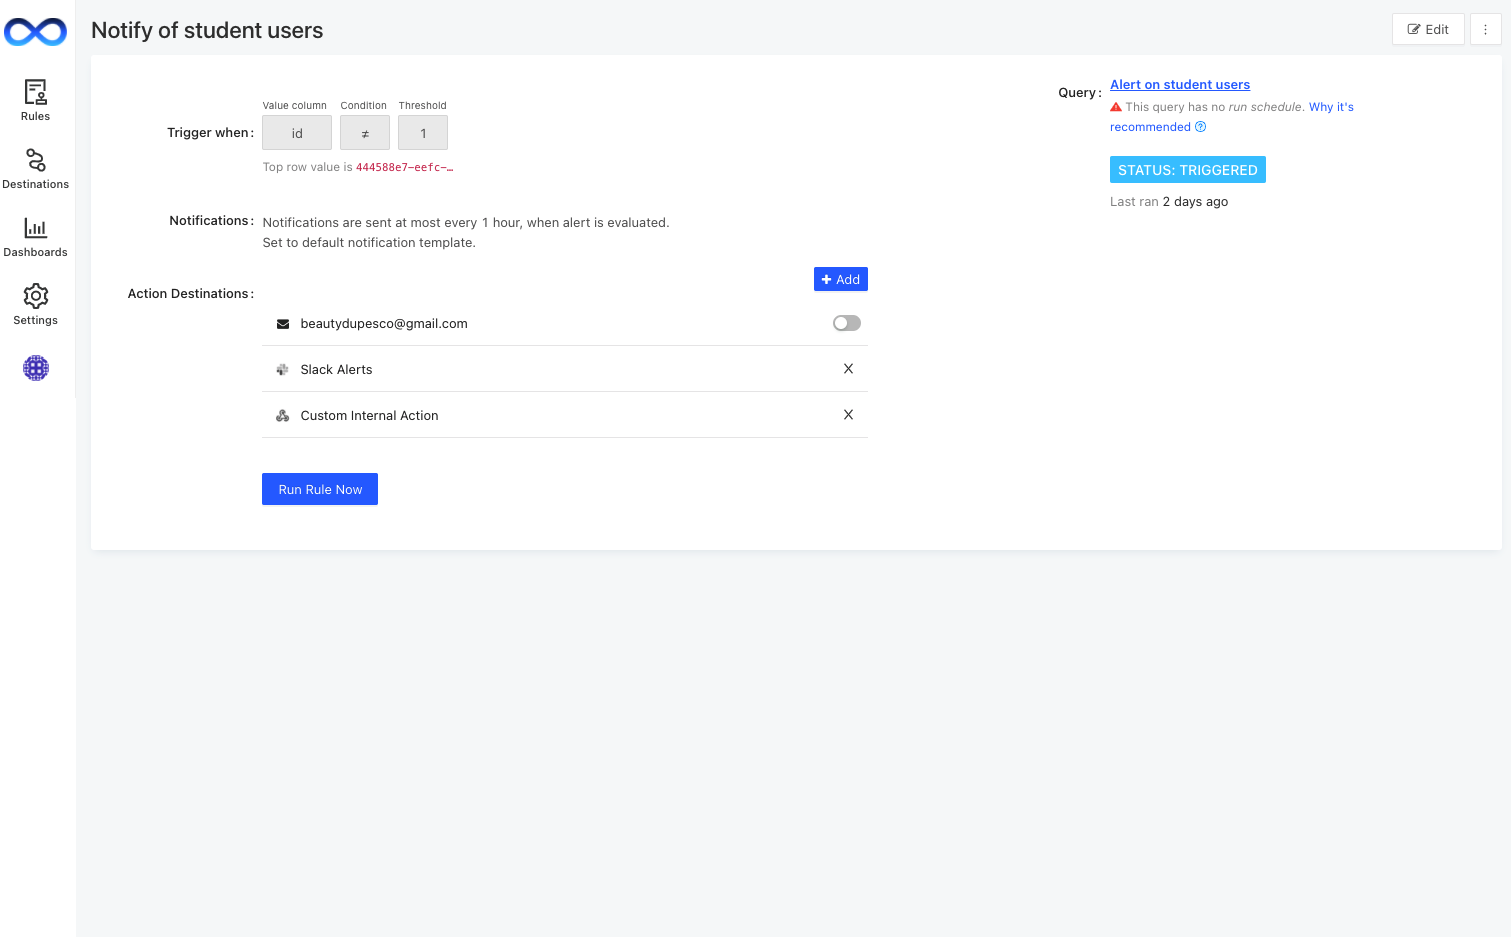 Notify of student users
Edit
Rules
Destinations
Dashboards
Settings
Value column Condition Threshold
Trigger when: id ≠ 1
Top row value is 444588e7-eefc-…
Notifications: Notifications are sent at most every 1 hour, when alert is evaluated.
Set to default notification template.
Action Destinations:
+ Add
beautydupesco@gmail.com
Slack Alerts X
Custom Internal Action X
Run Rule Now
Query: Alert on student users
This query has no run schedule. Why it's
recommended
STATUS: TRIGGERED
Last ran 2 days ago